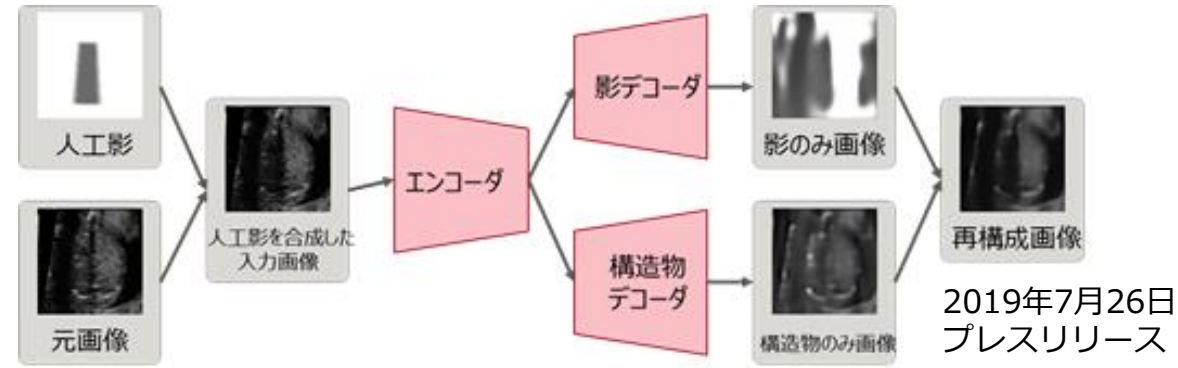 人工影
元画像
人工影を合成した
入力画像
エンコーダ
影デコーダ
構造物
デコーダ
影のみ画像
構造物のみ画像
再構成画像
2019年7月26日
プレスリリース